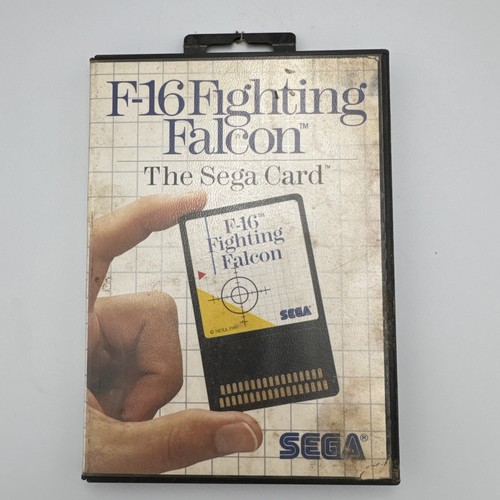 F-16 Fighting
Falcon™
The Sega Card™
F-16™
Fighting
Falcon
SEGA
SEGA®